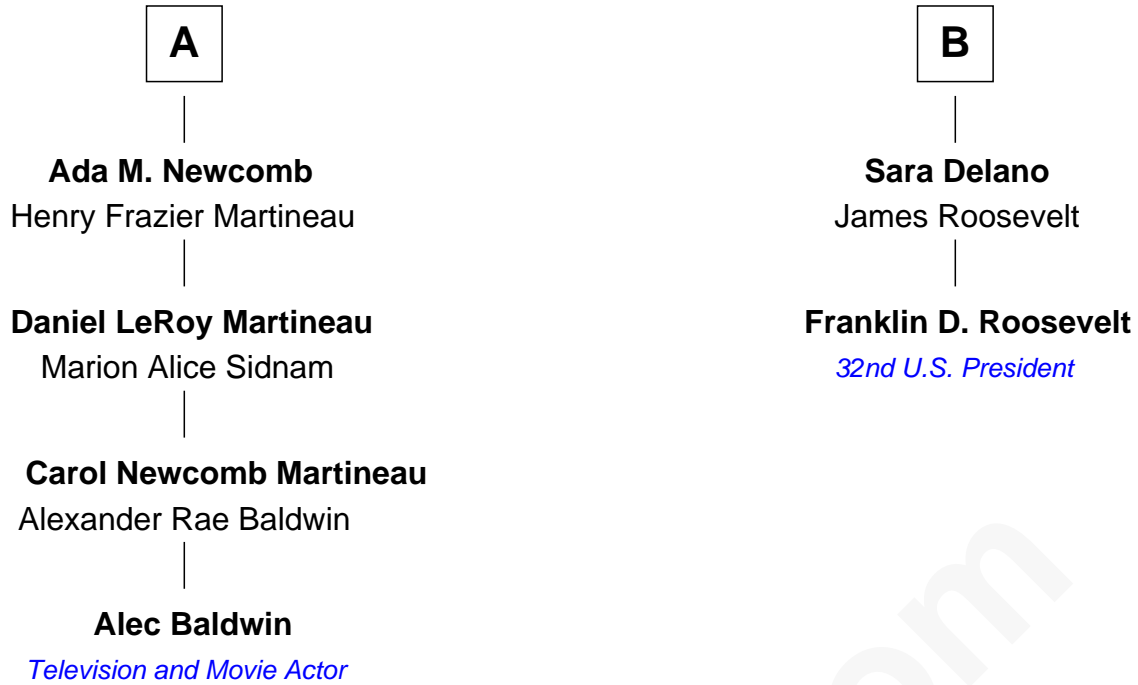 A
Ada M. Newcomb
Henry Frazier Martineau
Daniel LeRoy Martineau
Marion Alice Sidnam
Carol Newcomb Martineau
Alexander Rae Baldwin
Alec Baldwin
Television and Movie Actor
B
Sara Delano
James Roosevelt
Franklin D. Roosevelt
32nd U.S. President
om